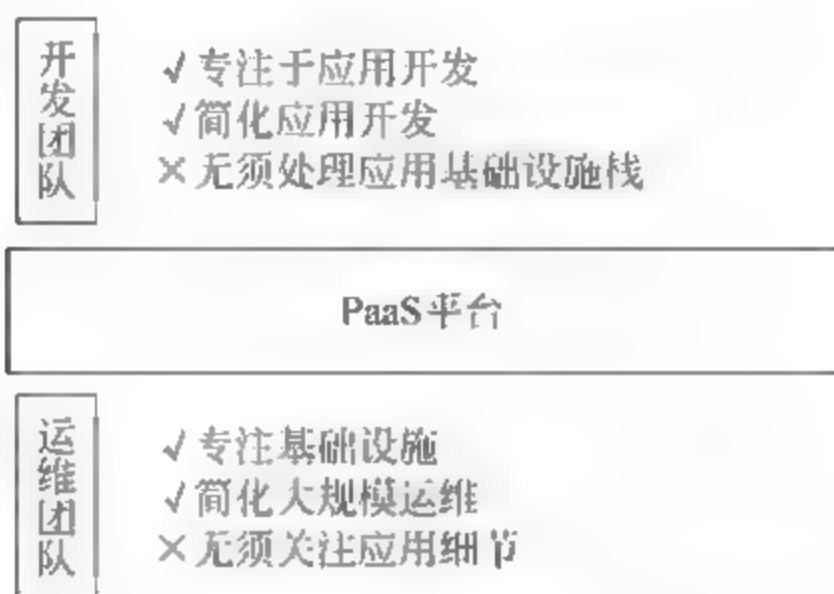 开发团队
√ 专注于应用开发
√ 简化应用开发
× 无须处理应用基础设施栈
PaaS平台
运维团队
√ 专注基础设施
√ 简化大规模运维
× 无须关注应用细节